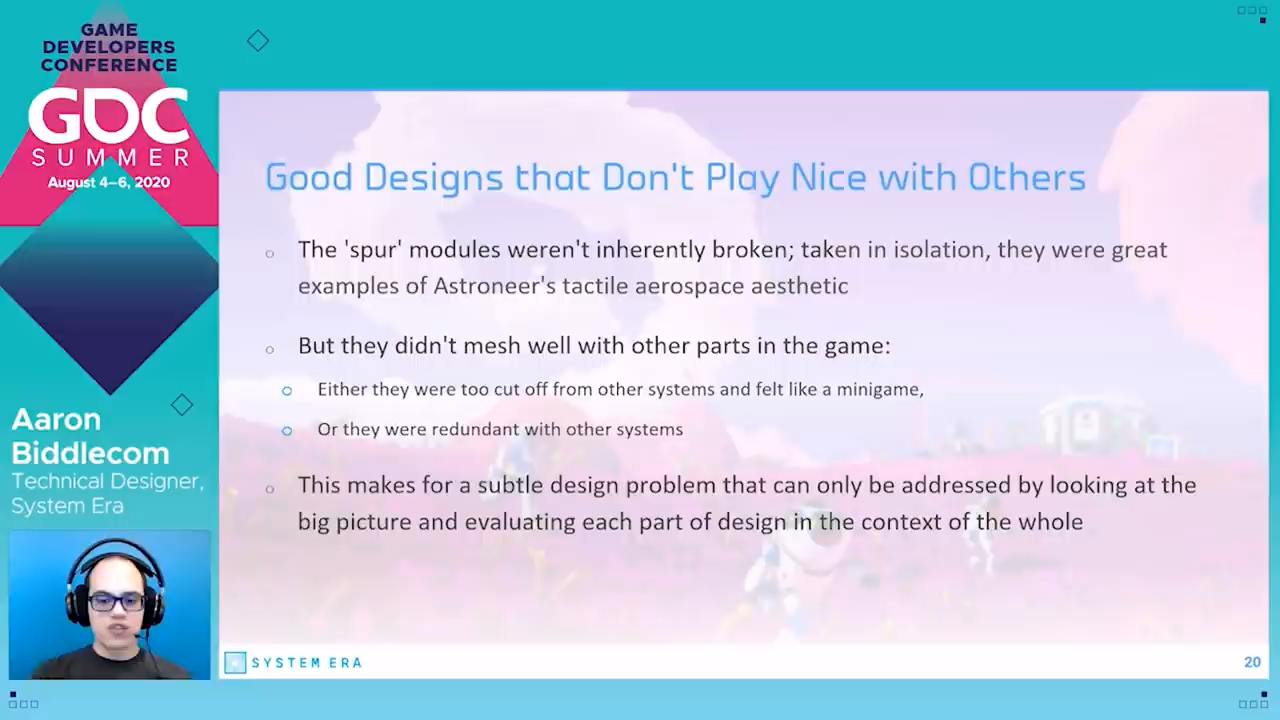 GAME
DEVELOPERS
CONFERENCE
GDC
SUMMER
August 4–6, 2020
Aaron
Biddlecom
Technical Designer,
System Era
Good Designs that Don't Play Nice with Others
The 'spur' modules weren't inherently broken; taken in isolation, they were great
examples of Astroneer's tactile aerospace aesthetic
But they didn't mesh well with other parts in the game:
Either they were too cut off from other systems and felt like a minigame,
Or they were redundant with other systems
This makes for a subtle design problem that can only be addressed by looking at the
big picture and evaluating each part of design in the context of the whole
SYSTEM ERA
20